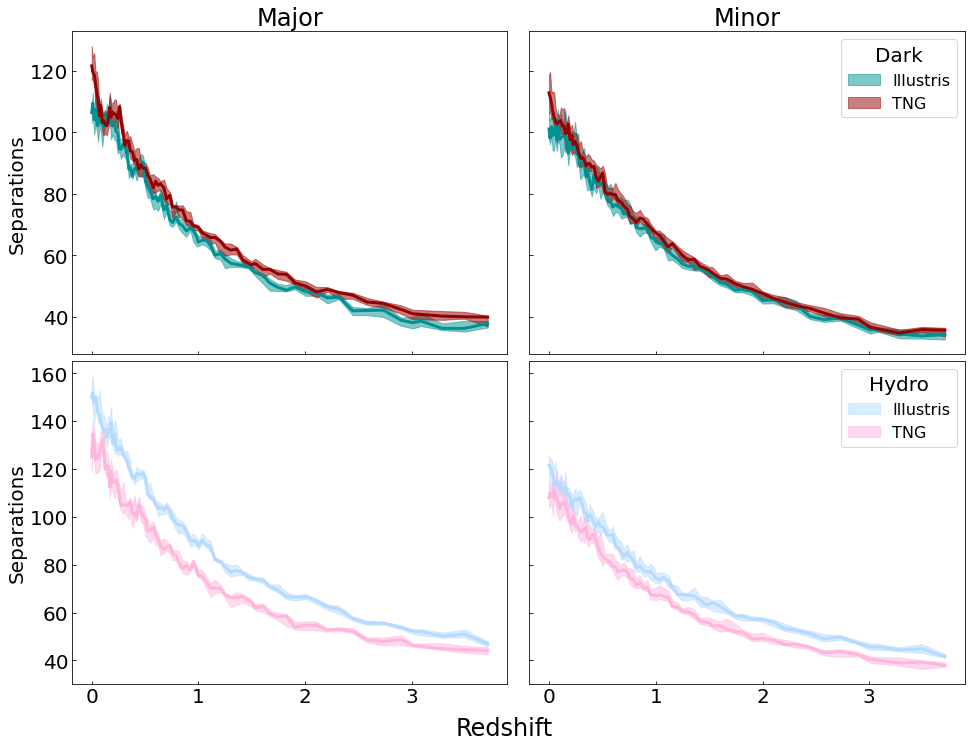 Major
Minor
Separations
120
100
80
60
40
Dark
Illustris
TNG
Separations
160
140
120
100
80
60
40
Hydro
Illustris
TNG
0 1 2 3
0 1 2 3
Redshift